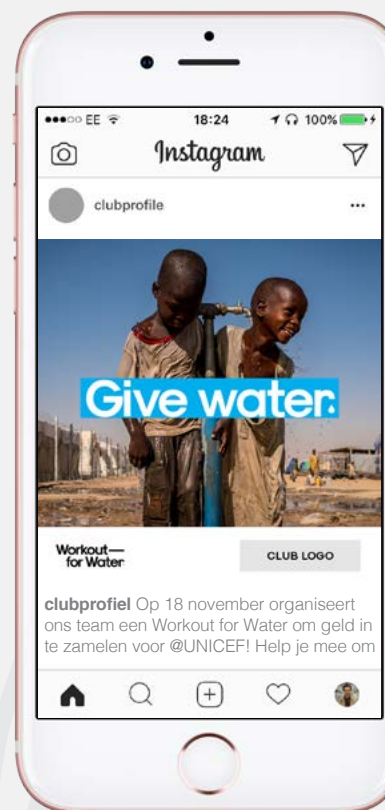 EE 18:24 100%
Instagram
clubprofile
Give water.
Workout—
for Water
CLUB LOGO
clubprofiel Op 18 november organiseert
ons team een Workout for Water om geld in
te zamelen voor @UNICEF! Help je mee om